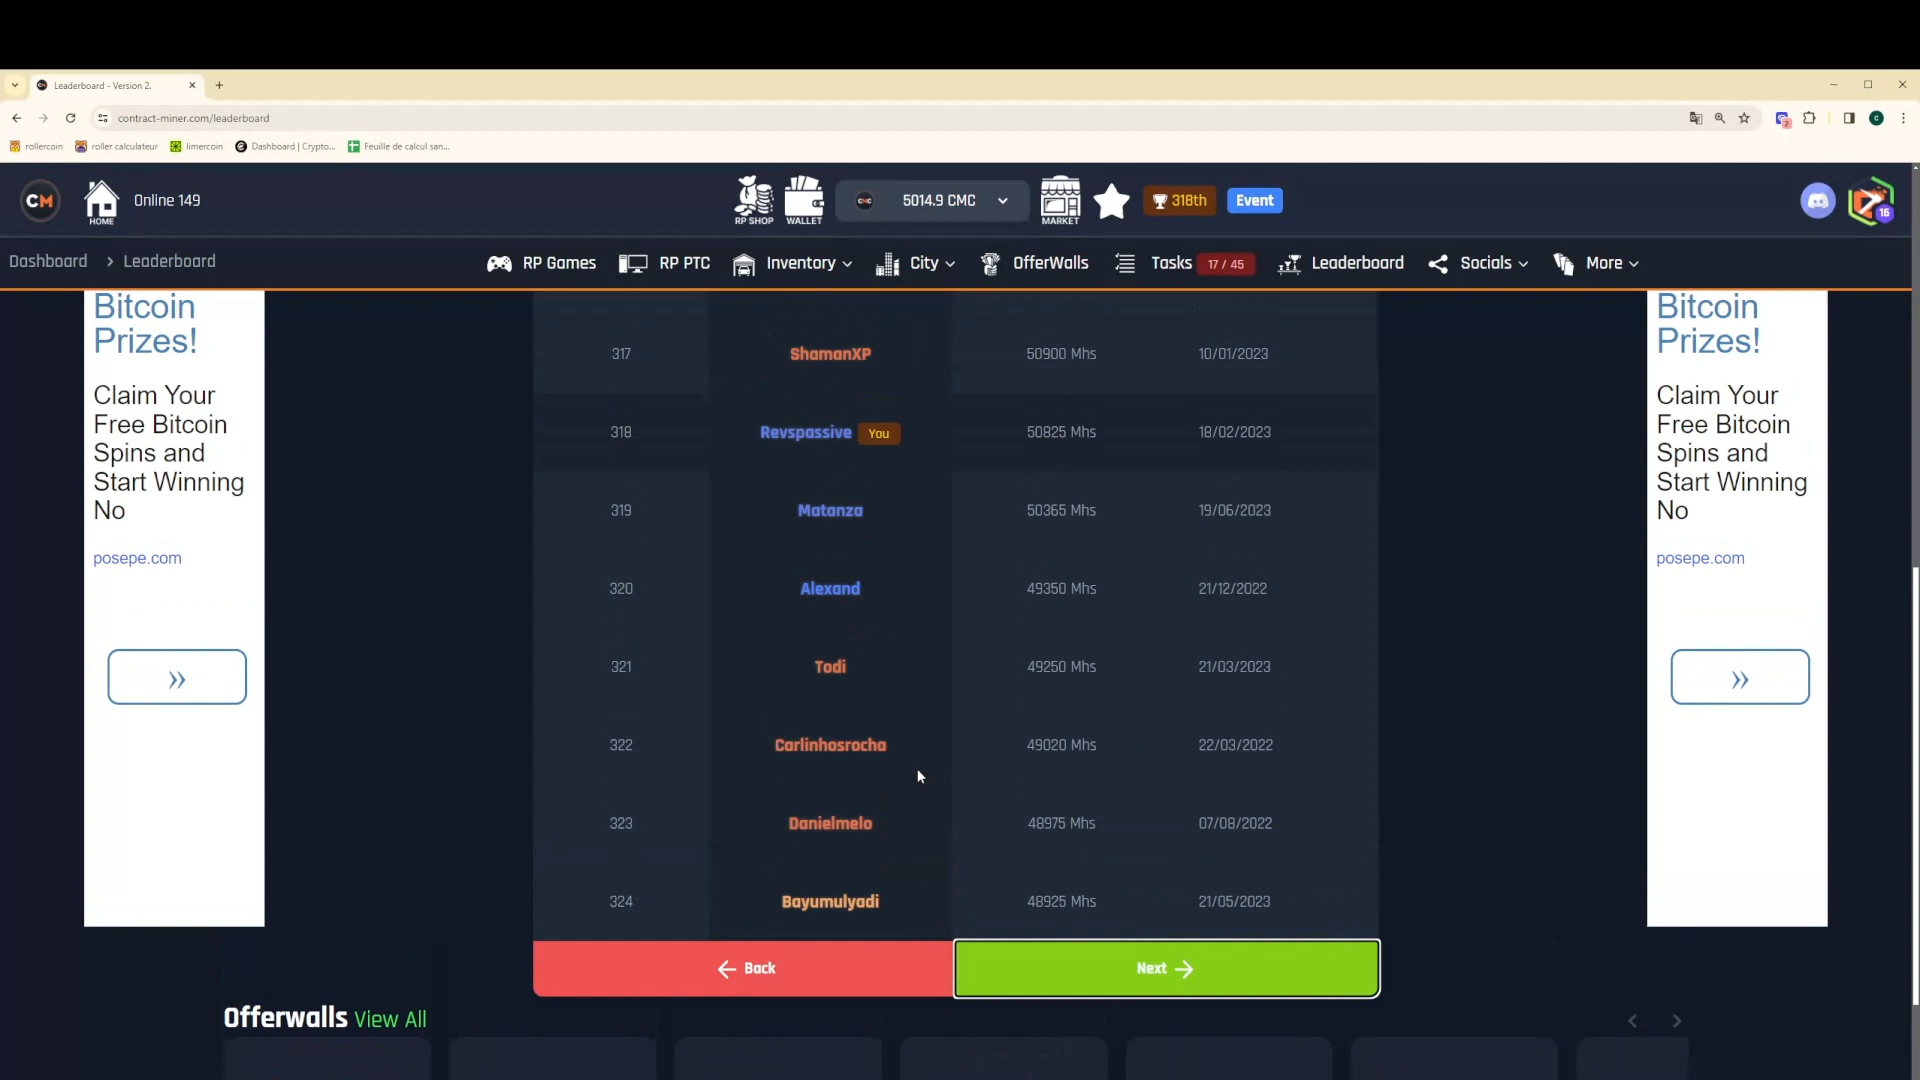 Leaderboard - Version 2.
contract-miner.com/leaderboard
rollercoin
roller calculateur
limercoin
Dashboard | Crypto...
Feuille de calcul san...
CM
HOME
Online 149
RP SHOP
WALLET
CMC
5014.9 CMC
MARKET
318th
Event
16
Dashboard > Leaderboard
RP Games
RP PTC
Inventory
City
OfferWalls
Tasks 17 / 45
Leaderboard
Socials
More
Bitcoin
Prizes!
Claim Your
Free Bitcoin
Spins and
Start Winning
No
posepe.com
»
317 ShamanXP 50900 Mhs 10/01/2023
318 Revspassive You 50825 Mhs 18/02/2023
319 Matanza 50365 Mhs 19/06/2023
320 Alexand 49350 Mhs 21/12/2022
321 Todi 49250 Mhs 21/03/2023
322 Carlinhosrocha 49020 Mhs 22/03/2022
323 Danielmelo 48975 Mhs 07/08/2022
324 Bayumulyadi 48925 Mhs 21/05/2023
← Back
Next →
Bitcoin
Prizes!
Claim Your
Free Bitcoin
Spins and
Start Winning
No
posepe.com
»
Offerwalls View All